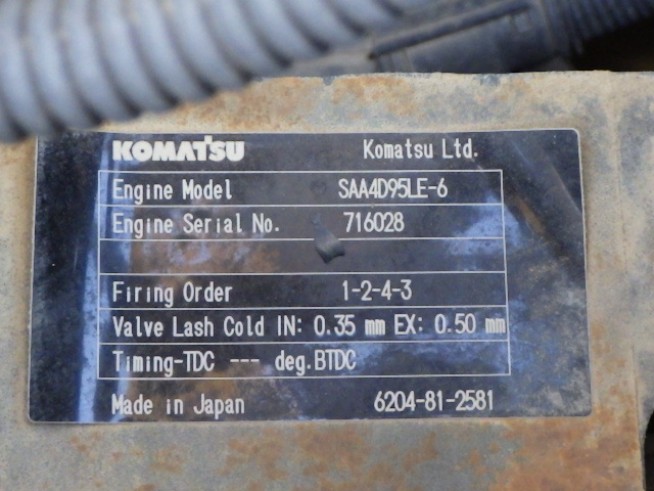 KOMATSU Komatsu Ltd.
Engine Model SAA4D95LE-6
Engine Serial No. 716028
Firing Order 1-2-4-3
Valve Lash Cold IN: 0.35 mm EX: 0.50 mm
Timing-TDC --- deg.BTDC
Made in Japan 6204-81-2581